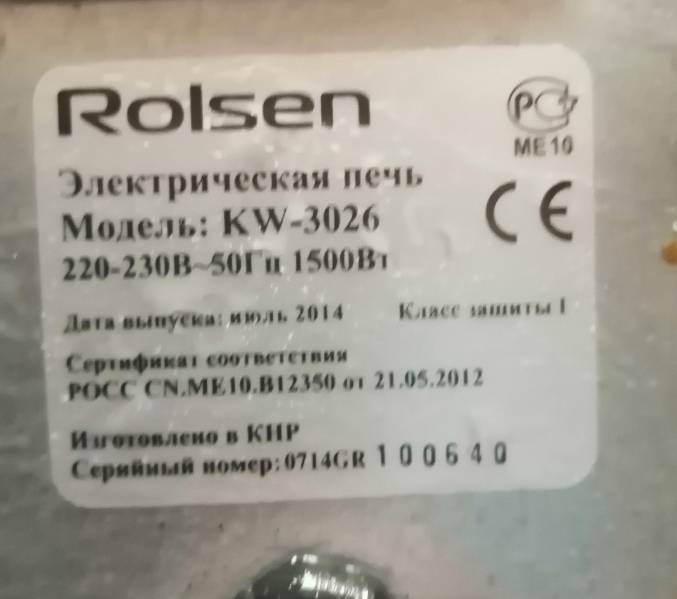 Rolsen
РС
МЕ10
Электрическая печь
Модель: KW-3026
CE
220-230В~50Гц 1500Вт
Дата выпуска: июль 2014 Класс защиты I
Сертификат соответствия
РОСС CN.ME10.B12350 от 21.05.2012
Изготовлено в КНР
Серийный номер: 0714GR 100640